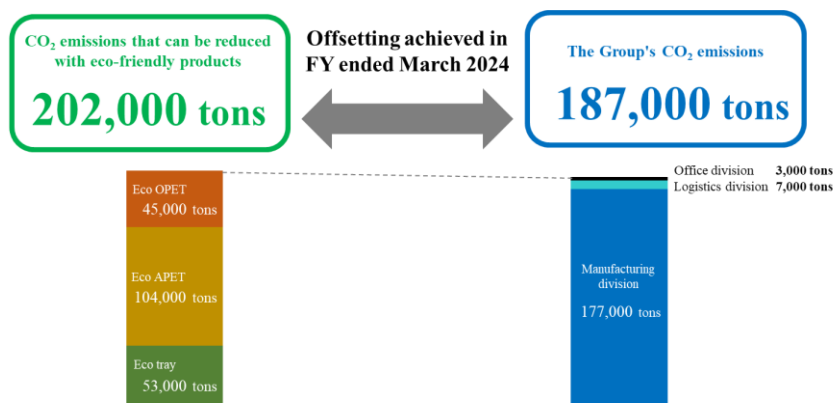 CO₂ emissions that can be reduced
with eco-friendly products
202,000 tons
Offsetting achieved in
FY ended March 2024
The Group's CO₂ emissions
187,000 tons
Eco OPET
45,000 tons
Eco APET
104,000 tons
Eco tray
53,000 tons
Office division 3,000 tons
Logistics division 7,000 tons
Manufacturing
division
177,000 tons